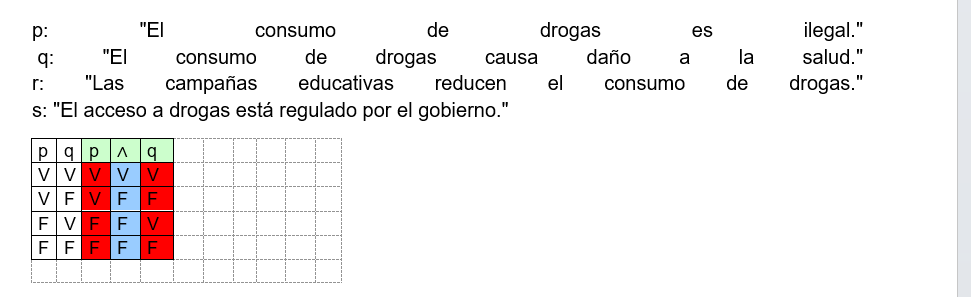 p: "El consumo de drogas es ilegal."
q: "El consumo de drogas causa daño a la salud."
r: "Las campañas educativas reducen el consumo de drogas."
s: "El acceso a drogas está regulado por el gobierno."
p q p ∧ q
V V V V V
V F V F F
F V F F V
F F F F F